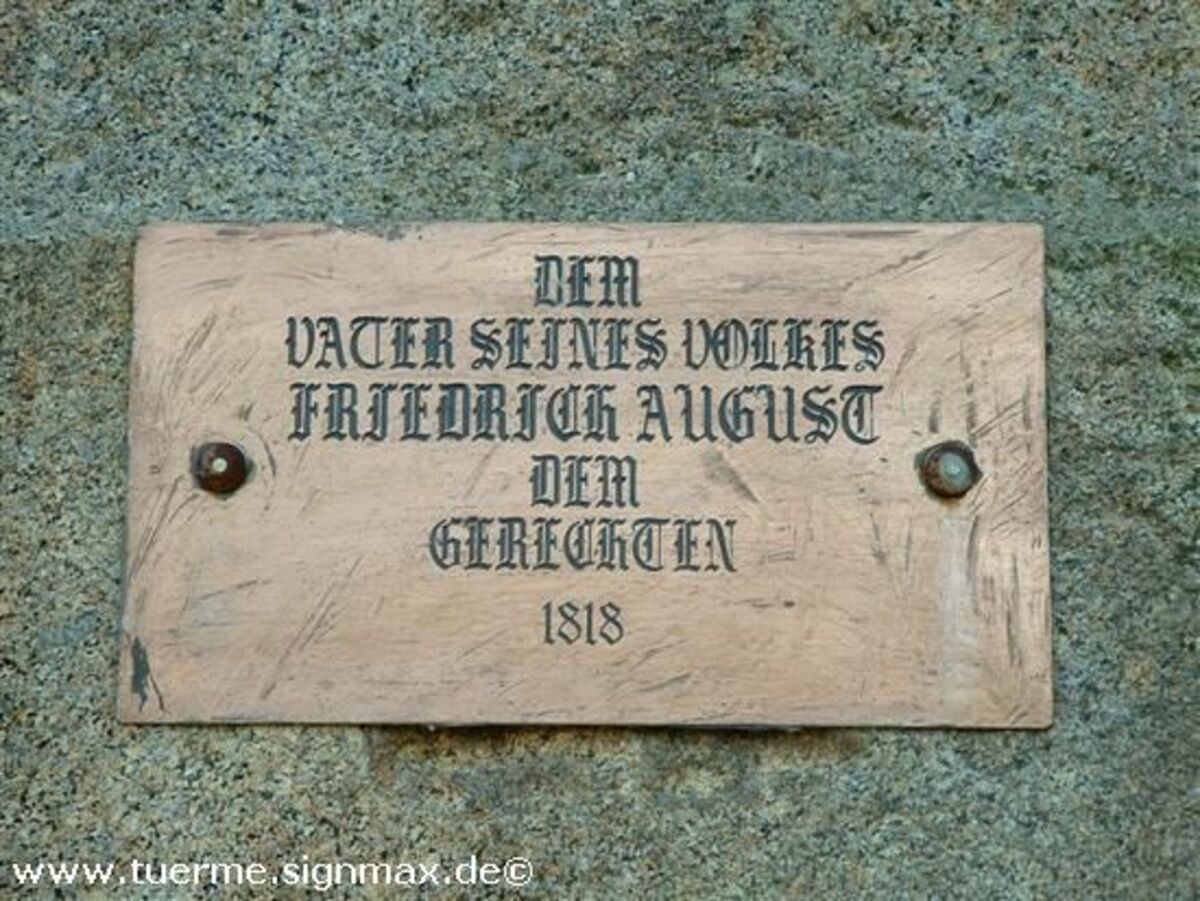 DEM
VATER SEINES VOLKES
FRIEDRICH AUGUST
DEM
GERECHTEN
1818
www.tuerme.signmax.de©